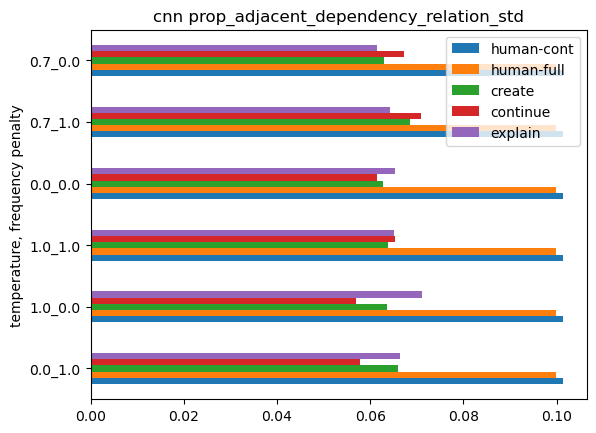 cnn prop_adjacent_dependency_relation_std
human-cont
human-full
create
continue
explain
temperature, frequency penalty
0.7_0.0
0.7_1.0
0.0_0.0
1.0_1.0
1.0_0.0
0.0_1.0
0.00 0.02 0.04 0.06 0.08 0.10